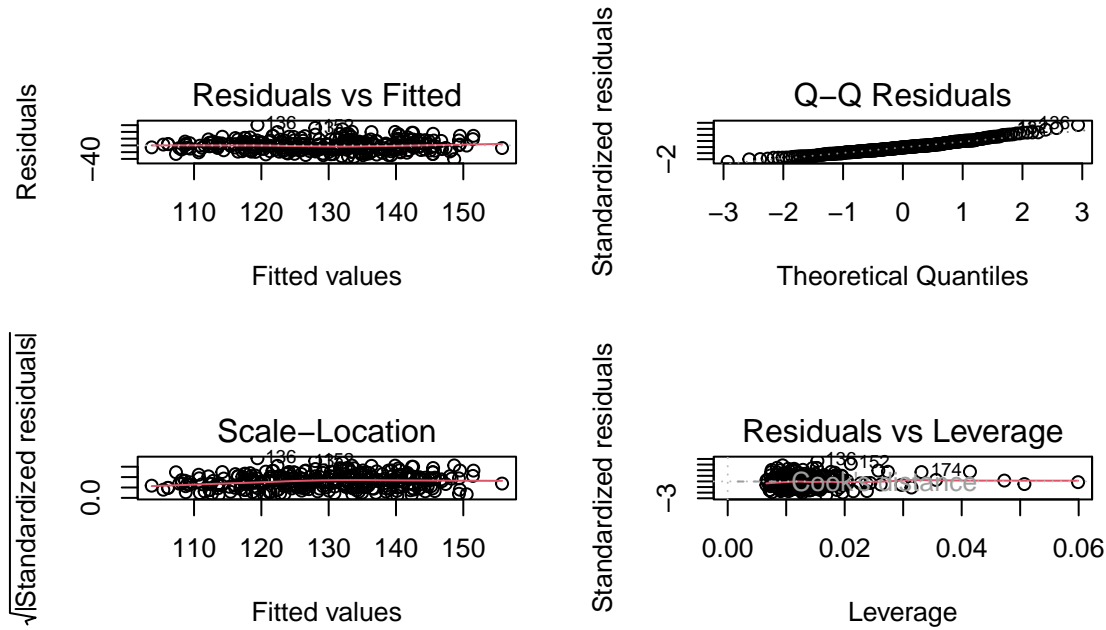 Residuals vs Fitted
Residuals
−40
136
110 120 130 140 150
Fitted values
Q−Q Residuals
Standardized residuals
−2
136
−3 −2 −1 0 1 2 3
Theoretical Quantiles
Scale−Location
√|Standardized residuals|
0.0
136
110 120 130 140 150
Fitted values
Residuals vs Leverage
Standardized residuals
−3
136
152
174
Cook's distance
0.00 0.02 0.04 0.06
Leverage